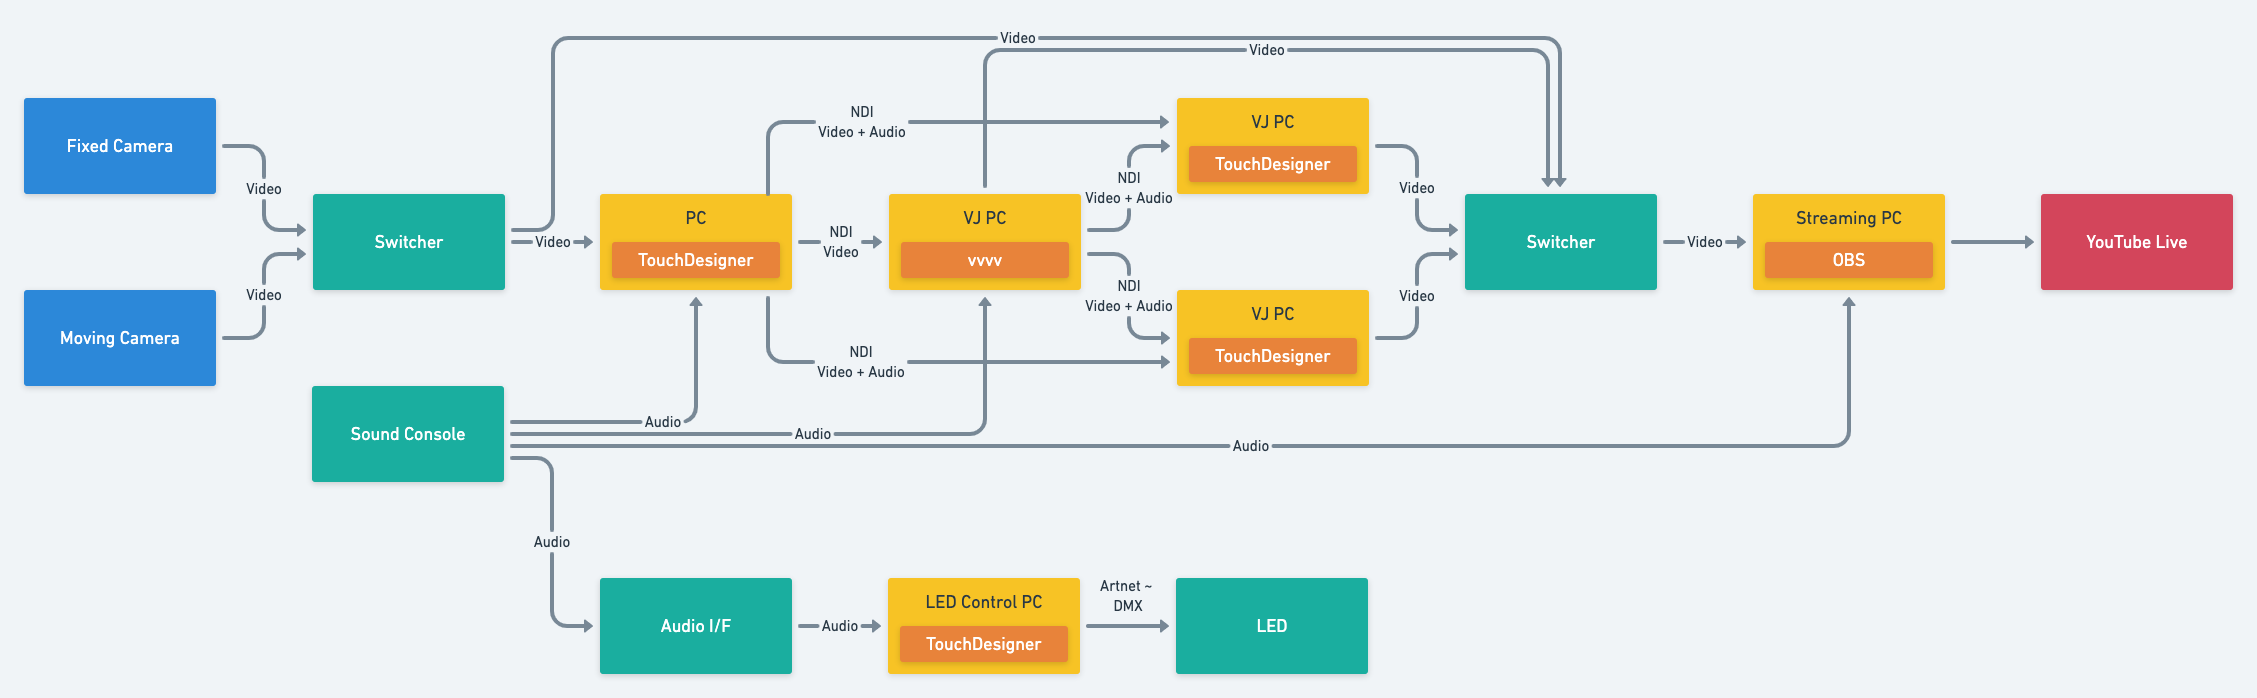 Video
Video
Fixed Camera
Video
Moving Camera
Video
Switcher
Video
Sound Console
NDI
Video + Audio
PC
TouchDesigner
NDI
Video
NDI
Video + Audio
VJ PC
vvvv
NDI
Video + Audio
NDI
Video + Audio
VJ PC
TouchDesigner
VJ PC
TouchDesigner
Video
Video
Switcher
Video
Streaming PC
OBS
YouTube Live
Audio
Audio
Audio
Audio
Audio I/F
Audio
LED Control PC
TouchDesigner
Artnet ~
DMX
LED